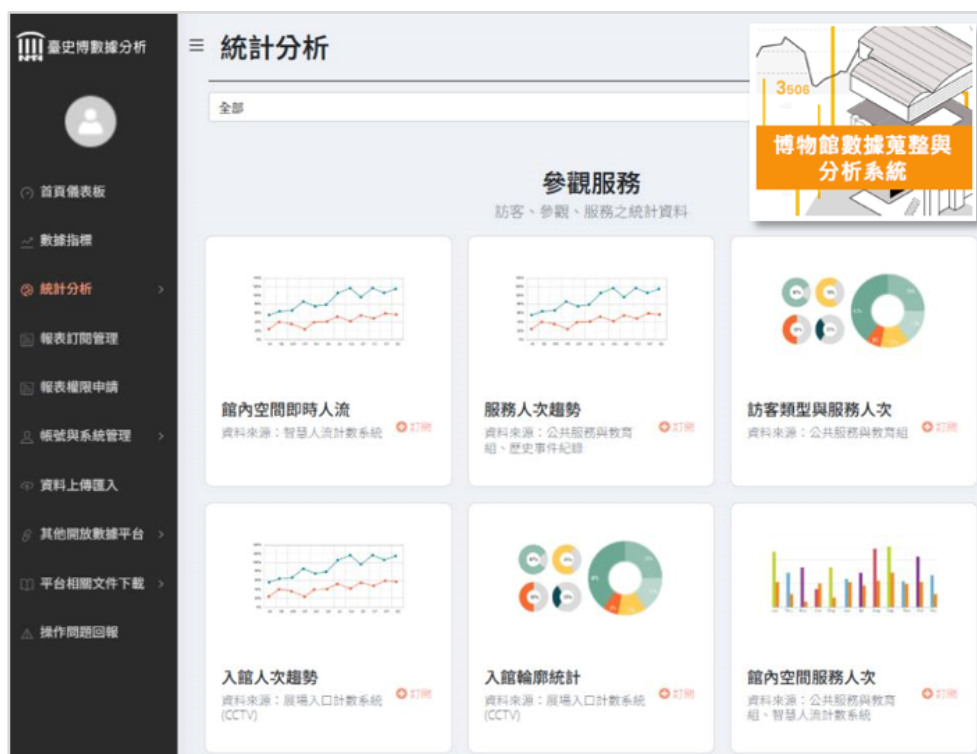 臺史博數據分析
首頁儀表板
數據指標
統計分析
報表訂閱管理
報表權限申請
帳號與系統管理
資料上傳匯入
其他開放數據平台
平台相關文件下載
操作問題回報
統計分析
全部
3506
博物館數據蒐整與
分析系統
參觀服務
訪客、參觀、服務之統計資料
館內空間即時人流
資料來源：智慧人流計數系統
訂閱
服務人次趨勢
資料來源：公共服務與教育
組、歷史事件紀錄
訂閱
訪客類型與服務人次
資料來源：公共服務與教育組
訂閱
入館人次趨勢
資料來源：展場入口計數系統
(CCTV)
訂閱
入館輪廓統計
資料來源：展場入口計數系統
(CCTV)
訂閱
館內空間服務人次
資料來源：公共服務與教育
組、智慧人流計數系統
訂閱